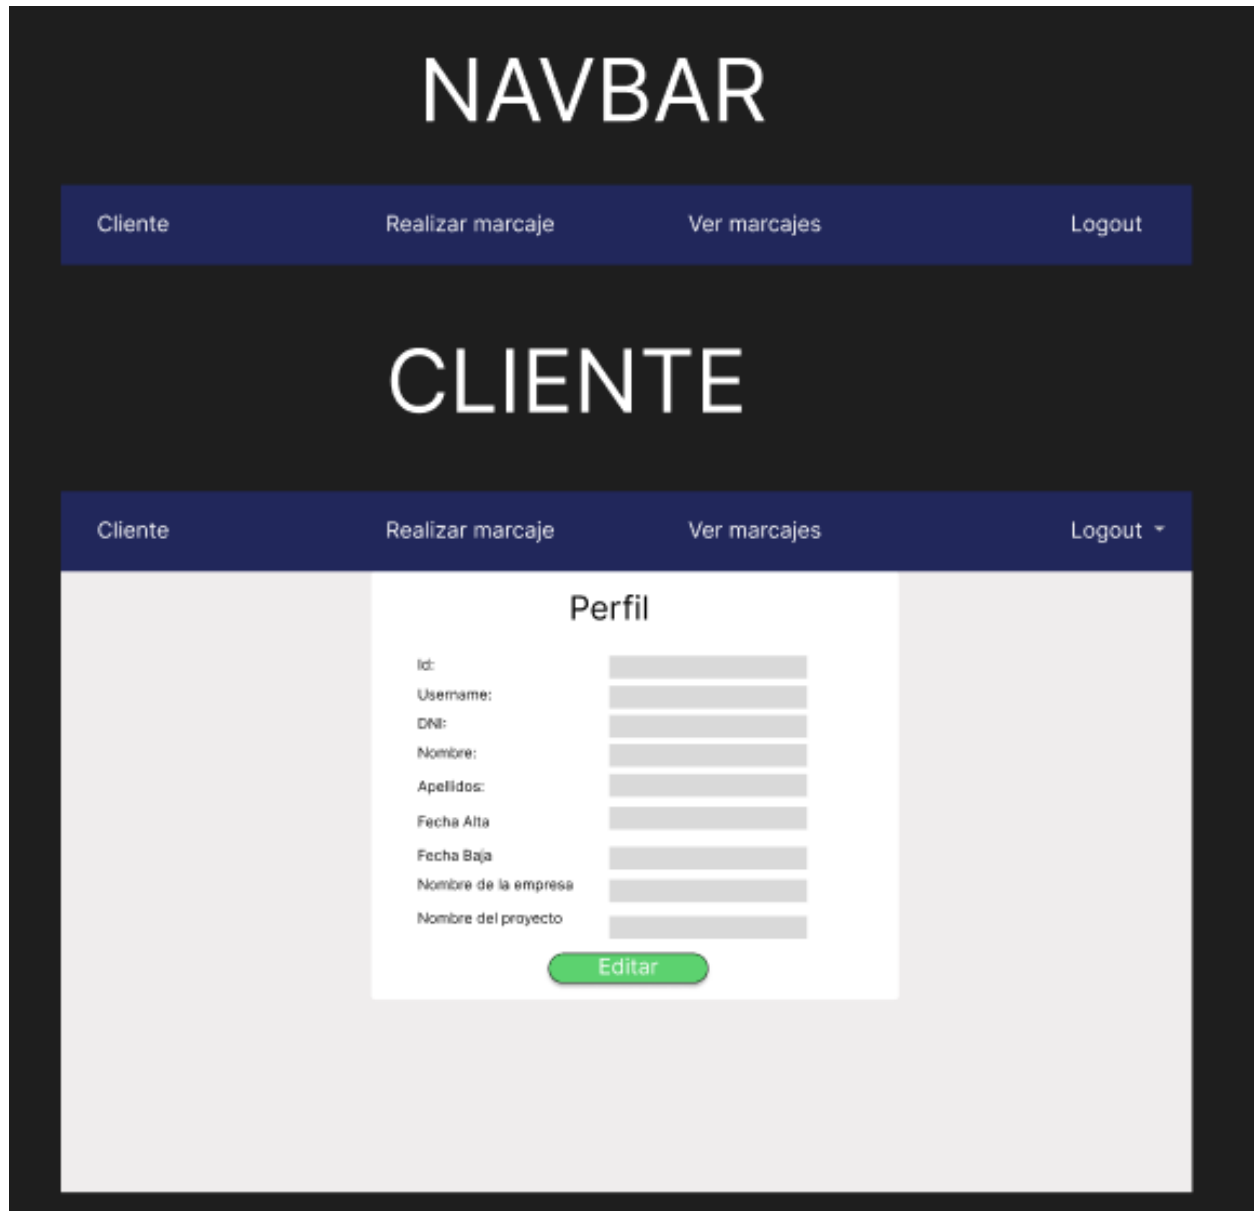 NAVBAR
Cliente Realizar marcaje Ver marcajes Logout
CLIENTE
Cliente Realizar marcaje Ver marcajes Logout
Perfil
Id:
Username:
DNI:
Nombre:
Apellidos:
Fecha Alta
Fecha Baja
Nombre de la empresa
Nombre del proyecto
Editar